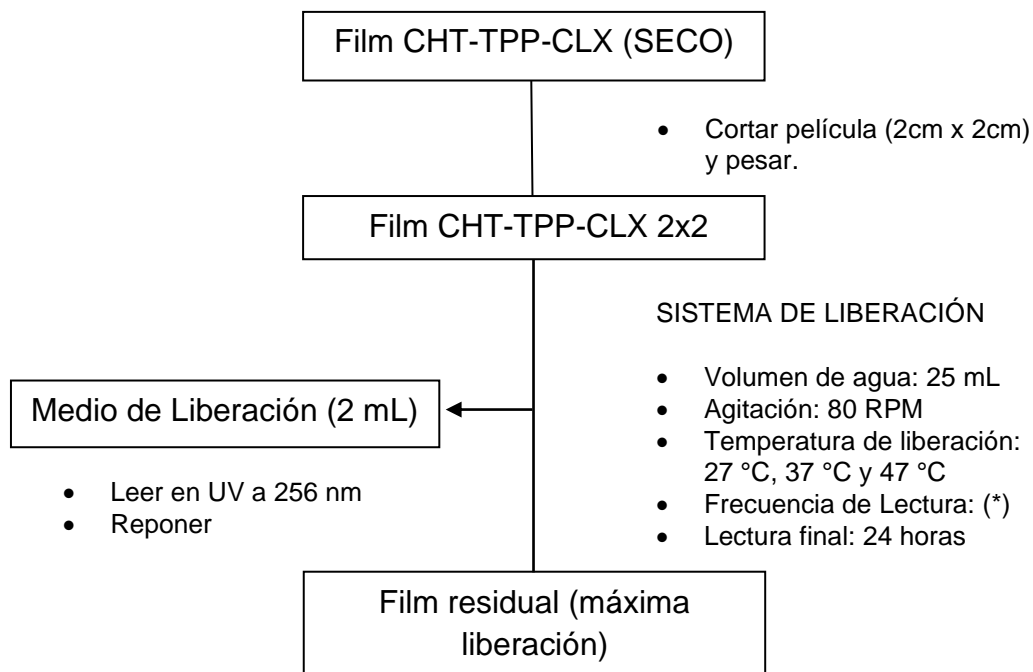 Film CHT-TPP-CLX (SECO)
• Cortar película (2cm x 2cm)
y pesar.
Film CHT-TPP-CLX 2x2
SISTEMA DE LIBERACIÓN
• Volumen de agua: 25 mL
• Agitación: 80 RPM
• Temperatura de liberación:
27 °C, 37 °C y 47 °C
• Frecuencia de Lectura: (*)
• Lectura final: 24 horas
Medio de Liberación (2 mL)
• Leer en UV a 256 nm
• Reponer
Film residual (máxima
liberación)